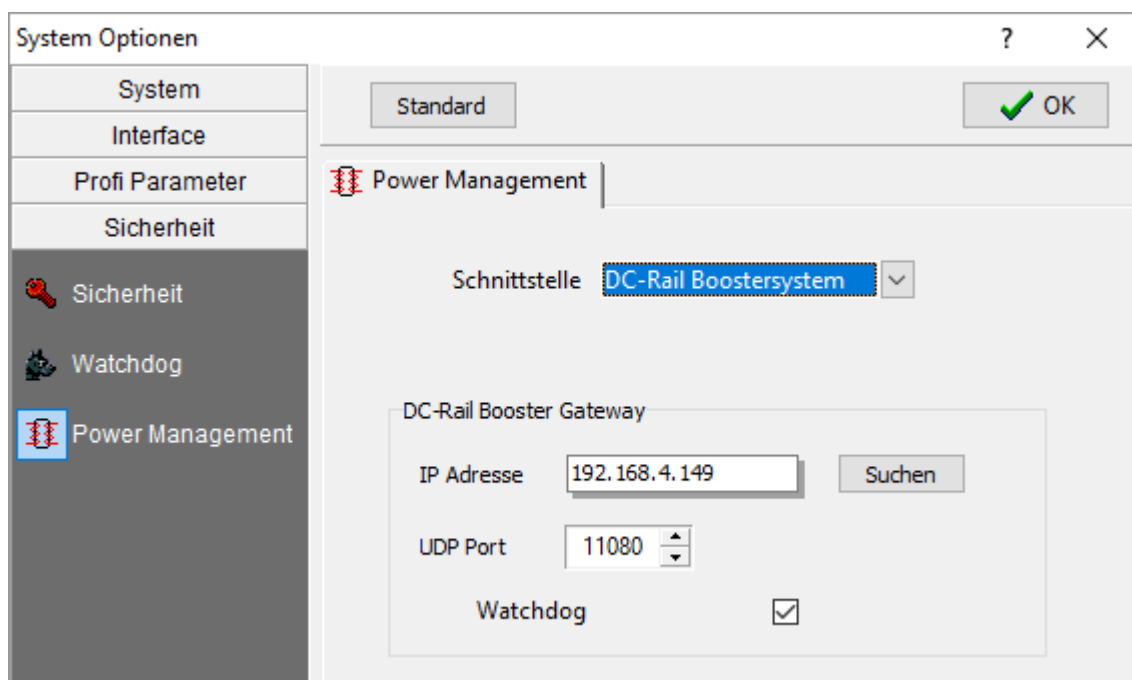 System Optionen
?
System
Interface
Profi Parameter
Sicherheit
Sicherheit
Watchdog
Power Management
Standard
OK
Power Management
Schnittstelle DC-Rail Boostersystem
DC-Rail Booster Gateway
IP Adresse 192.168.4.149 Suchen
UDP Port 11080
Watchdog